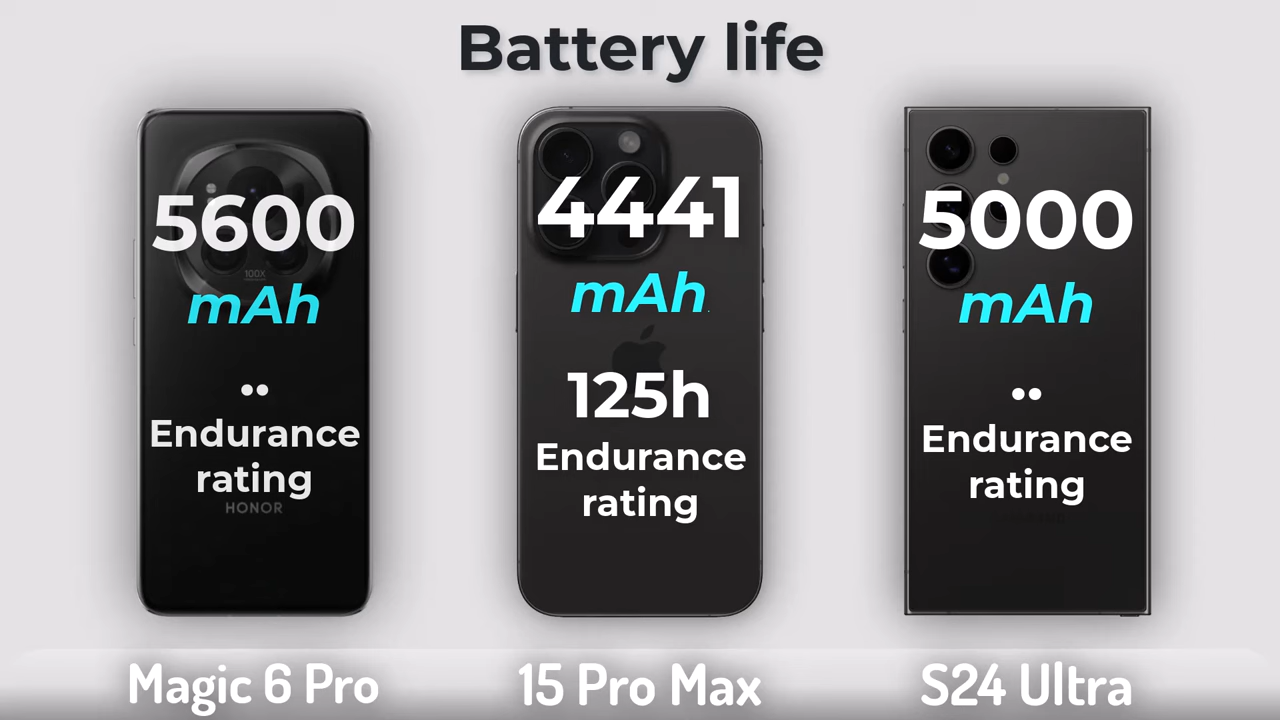 Battery life
5600
mAh
100X
..
Endurance
rating
HONOR
4441
mAh
125h
Endurance
rating
5000
mAh
..
Endurance
rating
Magic 6 Pro
15 Pro Max
S24 Ultra